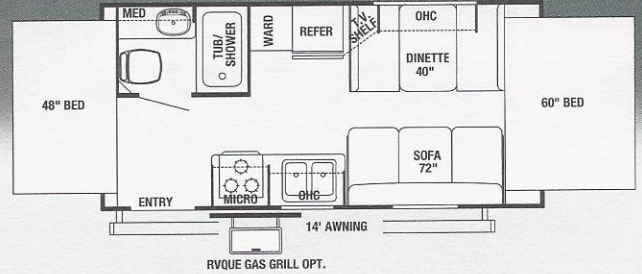 MED
TUB/
SHOWER
WARD
REFER
T.V.
SHELF
OHC
DINETTE
40"
48" BED
60" BED
SOFA
72"
MICRO
OHC
ENTRY
14' AWNING
RVQUE GAS GRILL OPT.